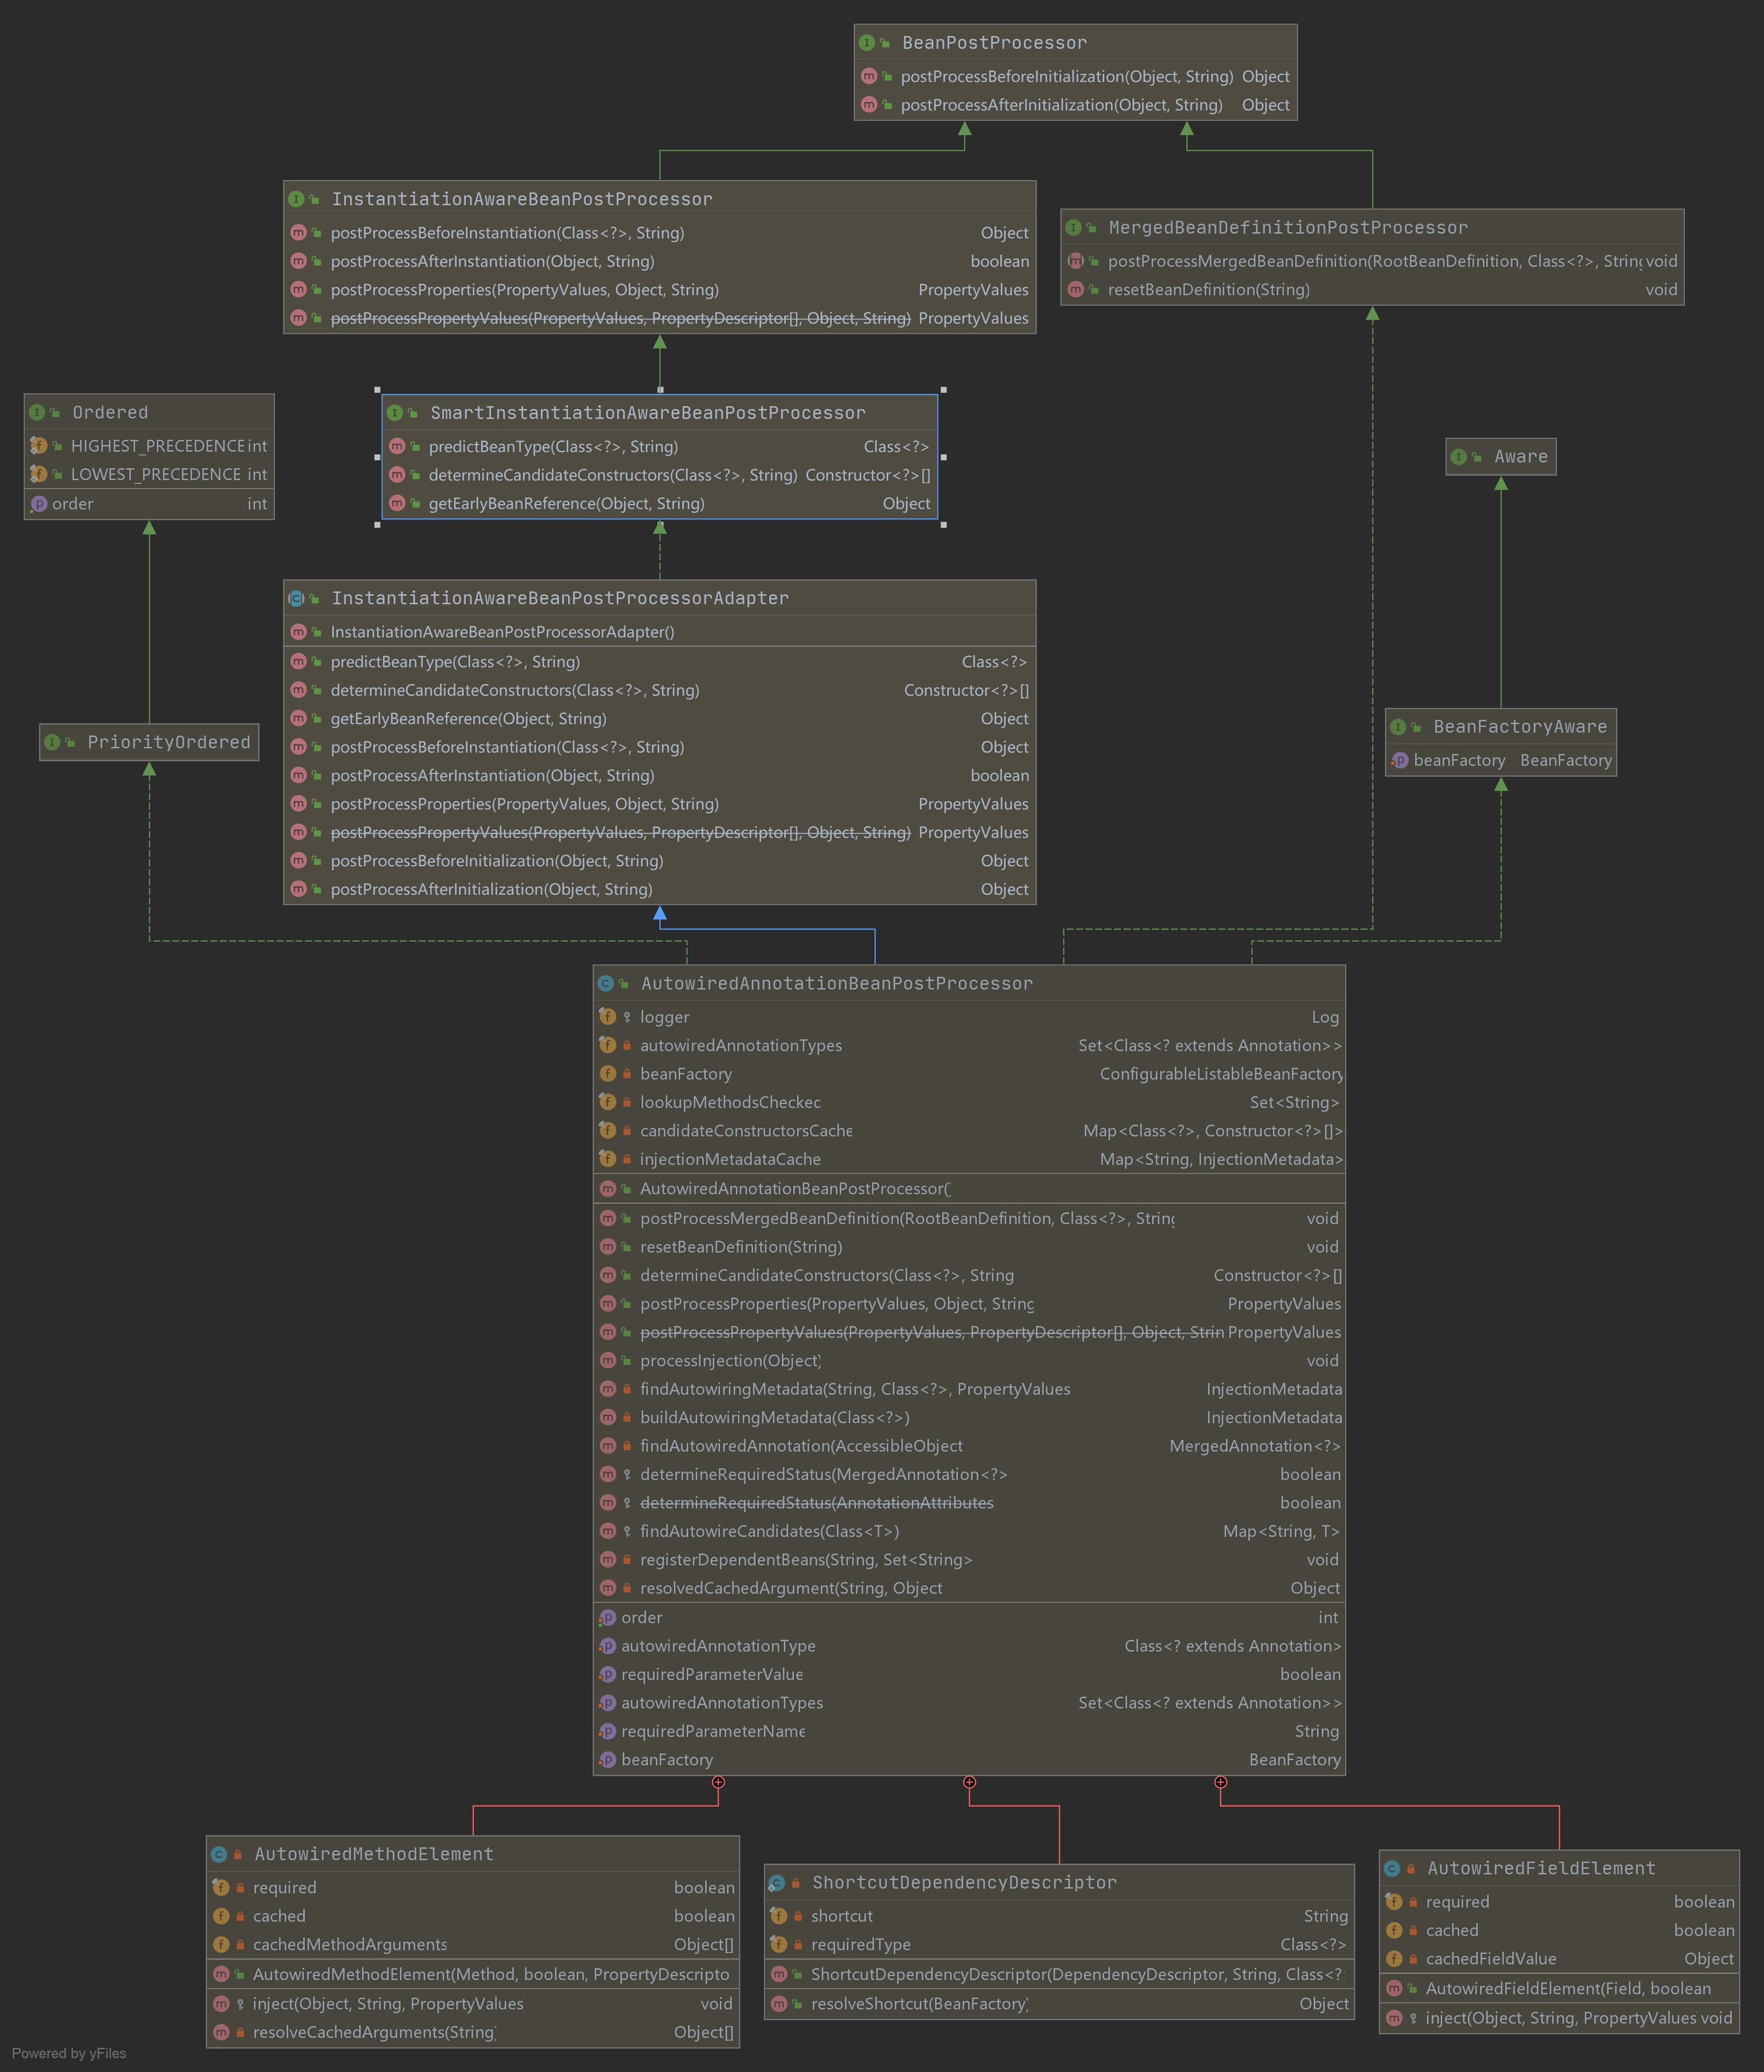 BeanPostProcessor
postProcessBeforeInitialization(Object, String) Object
postProcessAfterInitialization(Object, String) Object
InstantiationAwareBeanPostProcessor
postProcessBeforeInstantiation(Class<?>, String) Object
postProcessAfterInstantiation(Object, String) boolean
postProcessProperties(PropertyValues, Object, String) PropertyValues
postProcessPropertyValues(PropertyValues, PropertyDescriptor[], Object, String) PropertyValues
MergedBeanDefinitionPostProcessor
postProcessMergedBeanDefinition(RootBeanDefinition, Class<?>, String void
resetBeanDefinition(String) void
Ordered
HIGHEST_PRECEDENCE int
LOWEST_PRECEDENCE int
order int
SmartInstantiationAwareBeanPostProcessor
predictBeanType(Class<?>, String) Class<?>
determineCandidateConstructors(Class<?>, String) Constructor<?>[]
getEarlyBeanReference(Object, String) Object
Aware
InstantiationAwareBeanPostProcessorAdapter
InstantiationAwareBeanPostProcessorAdapter()
predictBeanType(Class<?>, String) Class<?>
determineCandidateConstructors(Class<?>, String) Constructor<?>[]
getEarlyBeanReference(Object, String) Object
postProcessBeforeInstantiation(Class<?>, String) Object
postProcessAfterInstantiation(Object, String) boolean
postProcessProperties(PropertyValues, Object, String) PropertyValues
postProcessPropertyValues(PropertyValues, PropertyDescriptor[], Object, String) PropertyValues
postProcessBeforeInitialization(Object, String) Object
postProcessAfterInitialization(Object, String) Object
PriorityOrdered
BeanFactoryAware
beanFactory BeanFactory
AutowiredAnnotationBeanPostProcessor
logger Log
autowiredAnnotationTypes Set<Class<? extends Annotation>>
beanFactory ConfigurableListableBeanFactory
lookupMethodsChecked Set<String>
candidateConstructorsCache Map<Class<?>, Constructor<?>[]>
injectionMetadataCache Map<String, InjectionMetadata>
AutowiredAnnotationBeanPostProcessor()
postProcessMergedBeanDefinition(RootBeanDefinition, Class<?>, String void
resetBeanDefinition(String) void
determineCandidateConstructors(Class<?>, String Constructor<?>[]
postProcessProperties(PropertyValues, Object, String PropertyValues
postProcessPropertyValues(PropertyValues, PropertyDescriptor[], Object, Strin PropertyValues
processInjection(Object) void
findAutowiringMetadata(String, Class<?>, PropertyValues InjectionMetadata
buildAutowiringMetadata(Class<?>) InjectionMetadata
findAutowiredAnnotation(AccessibleObject MergedAnnotation<?>
determineRequiredStatus(MergedAnnotation<?> boolean
determineRequiredStatus(AnnotationAttributes boolean
findAutowireCandidates(Class<T>) Map<String, T>
registerDependentBeans(String, Set<String> void
resolvedCachedArgument(String, Object Object
order int
autowiredAnnotationType Class<? extends Annotation>
requiredParameterValue boolean
autowiredAnnotationTypes Set<Class<? extends Annotation>>
requiredParameterName String
beanFactory BeanFactory
AutowiredMethodElement
required boolean
cached boolean
cachedMethodArguments Object[]
AutowiredMethodElement(Method, boolean, PropertyDescripto
inject(Object, String, PropertyValues void
resolveCachedArguments(String) Object[]
ShortcutDependencyDescriptor
shortcut String
requiredType Class<?>
ShortcutDependencyDescriptor(DependencyDescriptor, String, Class<?
resolveShortcut(BeanFactory) Object
AutowiredFieldElement
required boolean
cached boolean
cachedFieldValue Object
AutowiredFieldElement(Field, boolean
inject(Object, String, PropertyValues void
Powered by yFiles